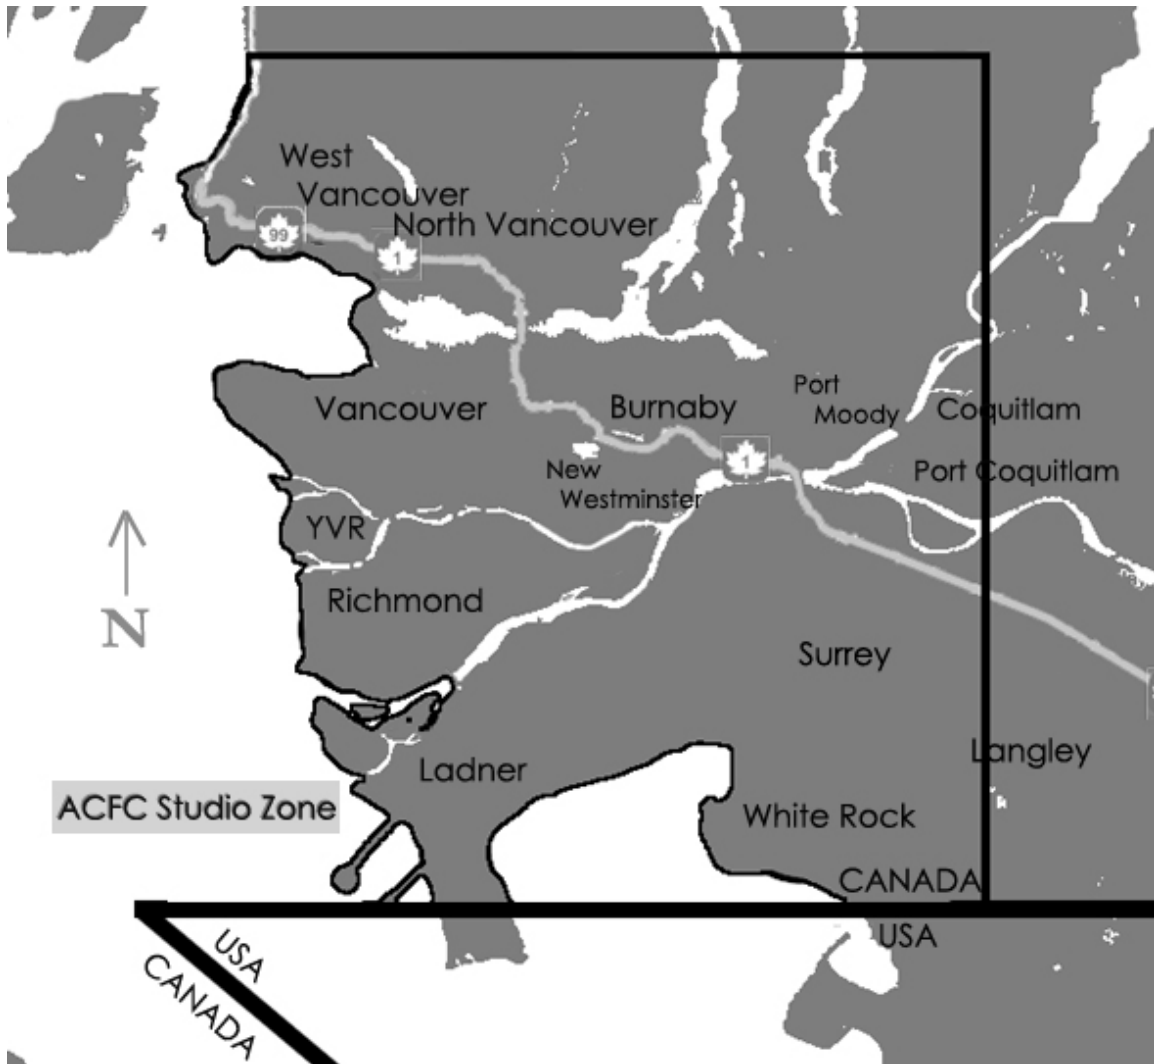 West
Vancouver
North Vancouver
99
1
Vancouver
Burnaby
Port
Moody
Coquitlam
1
Port Coquitlam
New
Westminster
YVR
N
Richmond
Surrey
Langley
Ladner
ACFC Studio Zone
White Rock
CANADA
USA
USA
CANADA